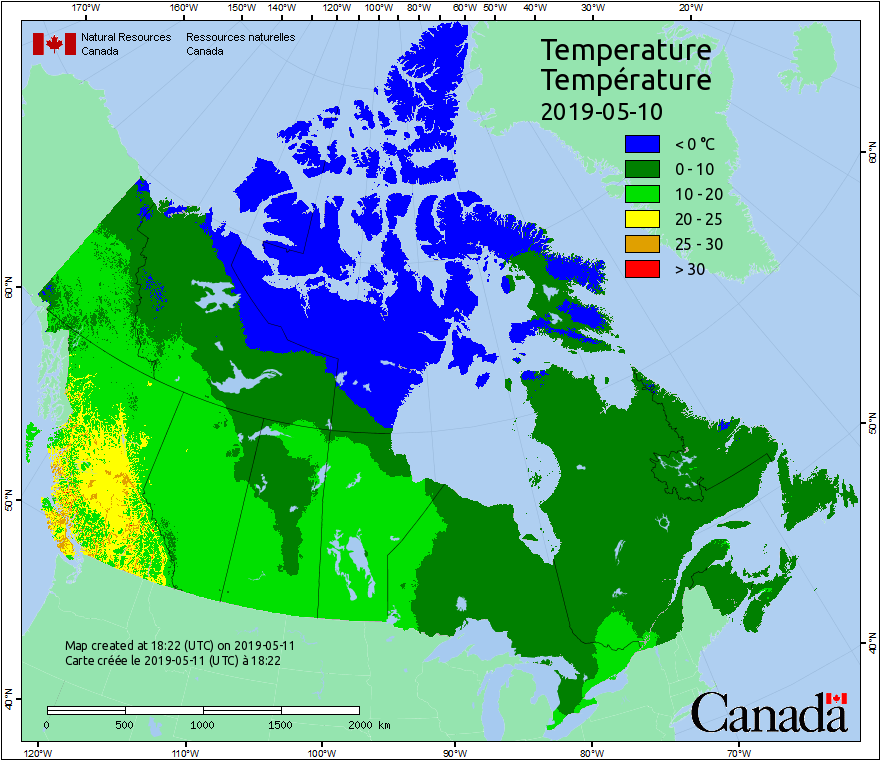 170°W 160°W 150°W 140°W 130°W 120°W 110°W 100°W 90°W 80°W 70°W 60°W 50°W 40°W 30°W 20°W
Natural Resources Ressources naturelles
Canada Canada
Temperature
Température
2019-05-10
< 0 °C
0 - 10
10 - 20
20 - 25
25 - 30
> 30
60°N
60°N
50°N
50°N
40°N
40°N
Map created at 18:22 (UTC) on 2019-05-11
Carte créée le 2019-05-11 (UTC) à 18:22
0 500 1000 1500 2000 km
Canada
120°W 110°W 100°W 90°W 80°W 70°W